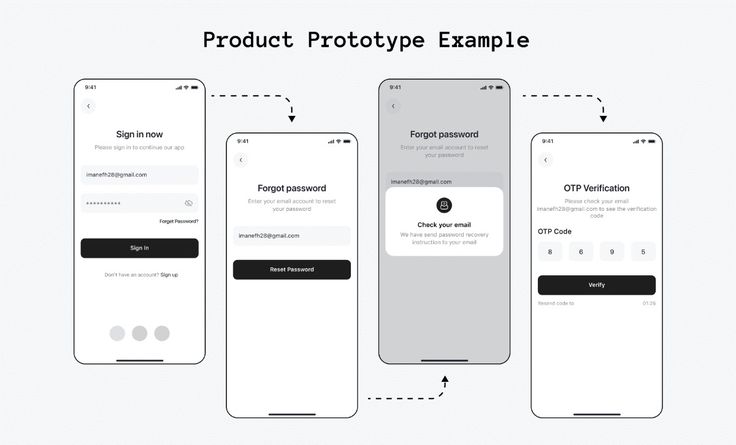 Product Prototype Example
9:41
Sign in now
Please sign in to continue our app
imanefh28@gmail.com
**********
Forgot Password?
Sign In
Don't have an account? Sign up
9:41
Forgot password
Enter your email account to reset
your password
imanefh28@gmail.com
Reset Password
9:41
Forgot password
Enter your email account to reset
your password
imanefh28@gmail.com
Check your email
We have send password recovery
instruction to your email
9:41
OTP Verification
Please check your email
imanefh28@gmail.com to see the verification
code
OTP Code
8 6 9 5
Verify
Resend code to 01:26